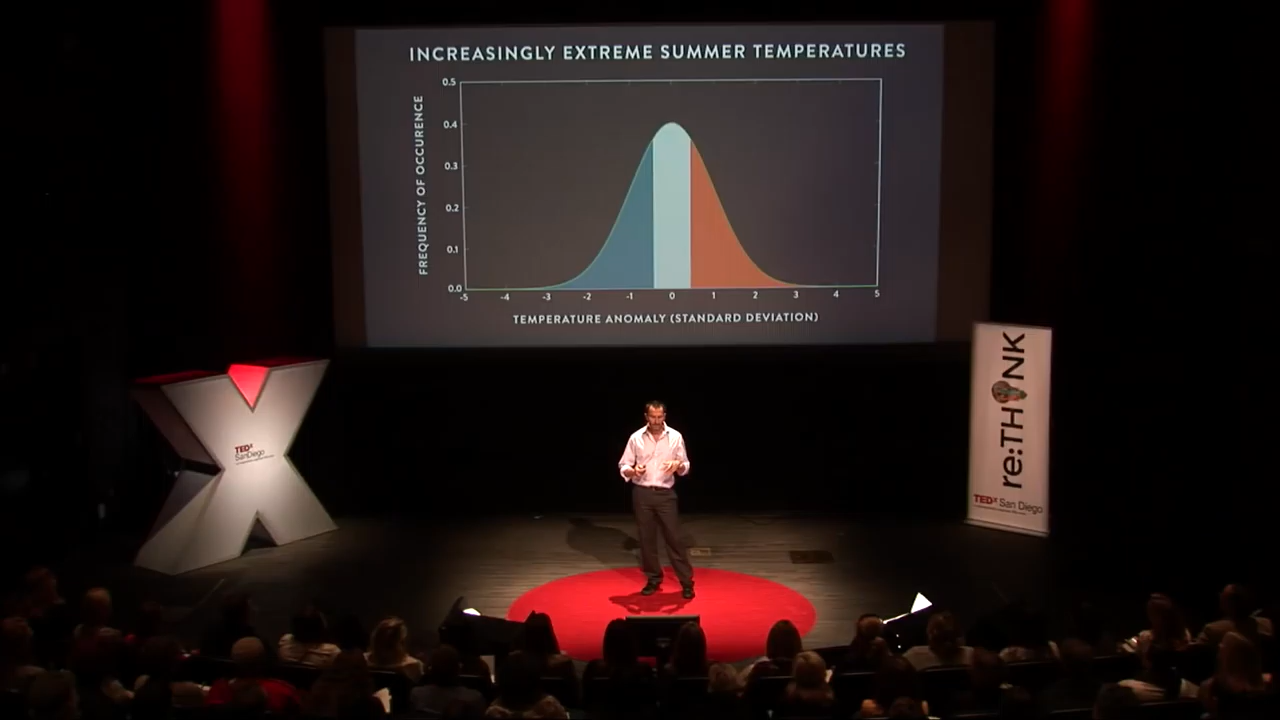 INCREASINGLY EXTREME SUMMER TEMPERATURES
FREQUENCY OF OCCURENCE
0.5
0.4
0.3
0.2
0.1
0.0
-5 -4 -3 -2 -1 0 1 2 3 4 5
TEMPERATURE ANOMALY (STANDARD DEVIATION)
TEDx
SanDiego
re:THINK
TEDx San Diego